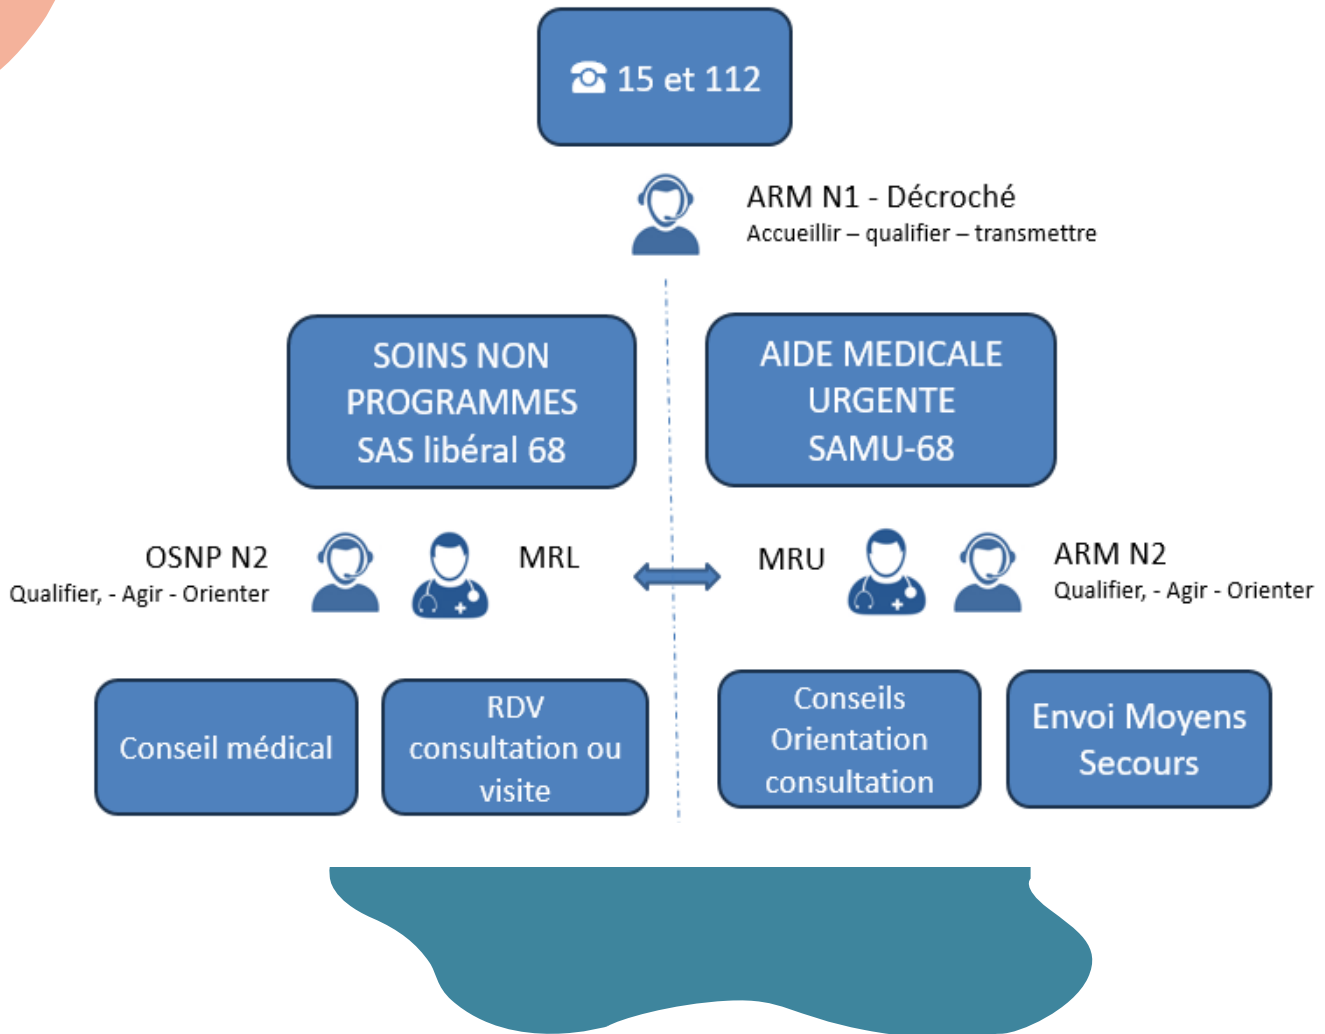 ☎ 15 et 112
ARM N1 - Décroché
Accueillir – qualifier – transmettre
SOINS NON
PROGRAMMES
SAS libéral 68
AIDE MEDICALE
URGENTE
SAMU-68
OSNP N2
Qualifier, - Agir - Orienter
MRL
MRU
ARM N2
Qualifier, - Agir - Orienter
Conseil médical
RDV
consultation ou
visite
Conseils
Orientation
consultation
Envoi Moyens
Secours